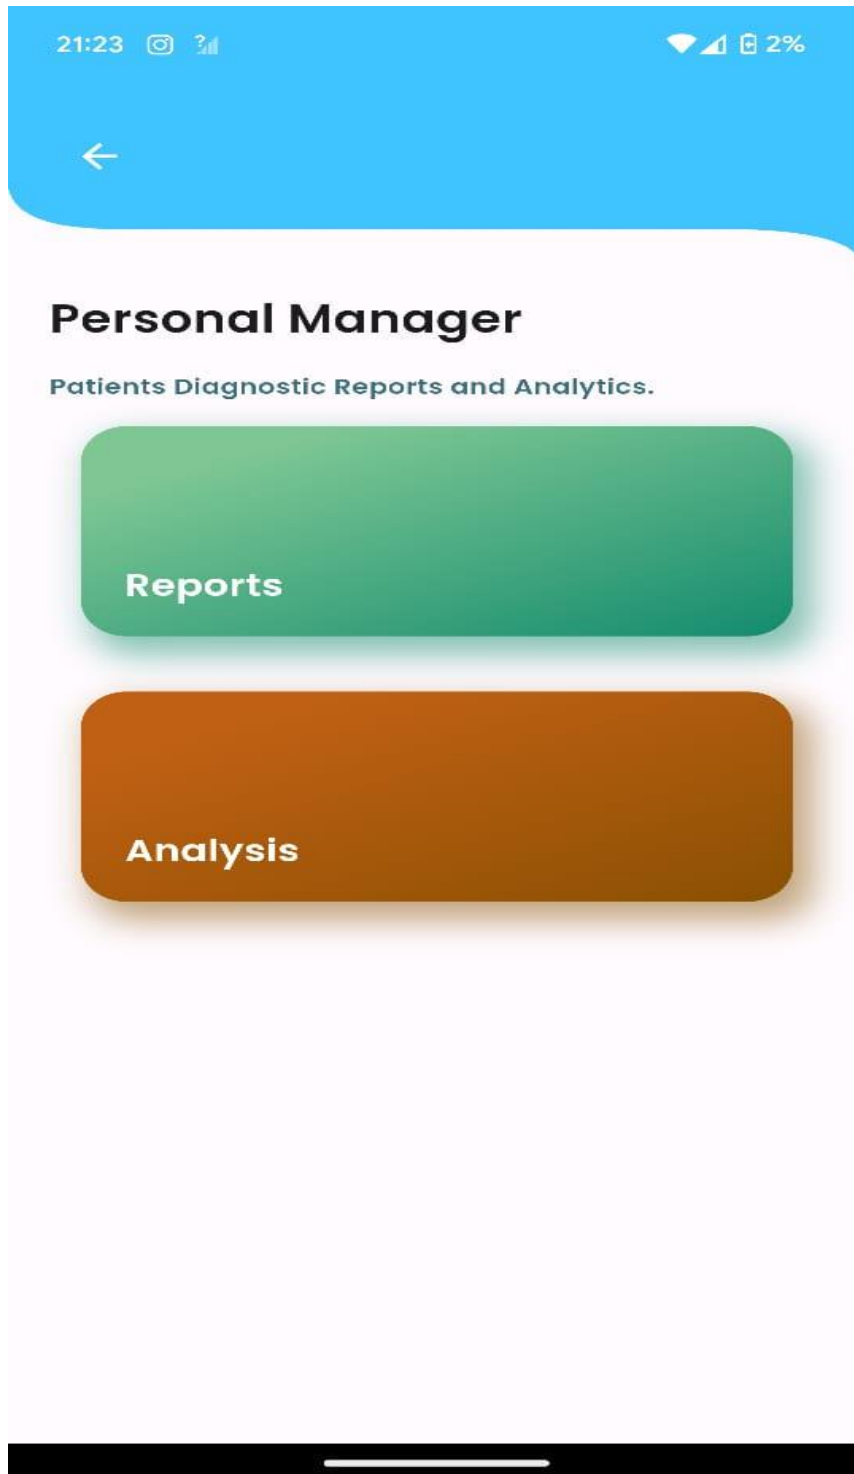 21:23 ? 2%
Personal Manager
Patients Diagnostic Reports and Analytics.
Reports
Analysis